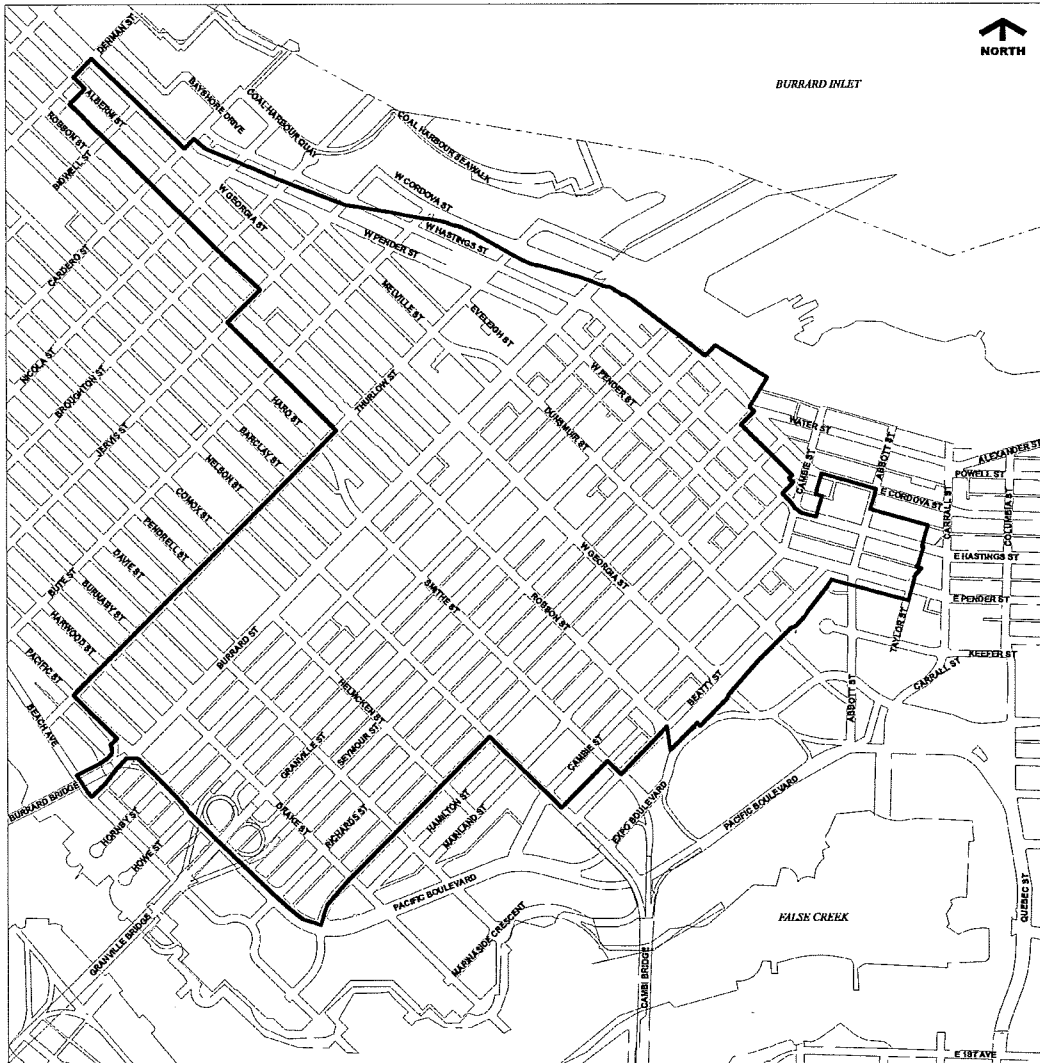 NORTH
BURRARD INLET
DENMAN ST
ALBERNI ST
BAYSHORE DRIVE
COAL HARBOUR QUAY
COAL HARBOUR SEAWALK
ROBSON ST
BIDWELL ST
W CORDOVA ST
W GEORGIA ST
W HASTINGS ST
W PENDER ST
CARDERO ST
MELVILLE ST
EVELEIGH ST
NICOLA ST
BROUGHTON ST
THURLOW ST
W PENDER ST
HARO ST
JERVIS ST
BARCLAY ST
DUNSMUIR ST
NELSON ST
WATER ST
CAMBIE ST
ABBOTT ST
ALEXANDER ST
POWELL ST
E CORDOVA ST
CARRALL ST
COLUMBIA ST
COMOX ST
PENDRELL ST
DAVIE ST
BUTE ST
BURNABY ST
HARWOOD ST
PACIFIC ST
BEACH AVE
W GEORGIA ST
E HASTINGS ST
E PENDER ST
SMITHE ST
ROBSON ST
TAYLOR ST
KEEFER ST
BURRARD ST
CARRALL ST
ABBOTT ST
BEATTY ST
HELMCKEN ST
SEYMOUR ST
GRANVILLE ST
CAMBIE ST
BURRARD BRIDGE
HORNBY ST
HOWE ST
DRAKE ST
RICHARDS ST
HAMILTON ST
MAINLAND ST
EXPO BOULEVARD
PACIFIC BOULEVARD
PACIFIC BOULEVARD
GRANVILLE BRIDGE
MARINASIDE CRESCENT
FALSE CREEK
QUEBEC ST
CAMBI BRIDGE
E 1ST AVE